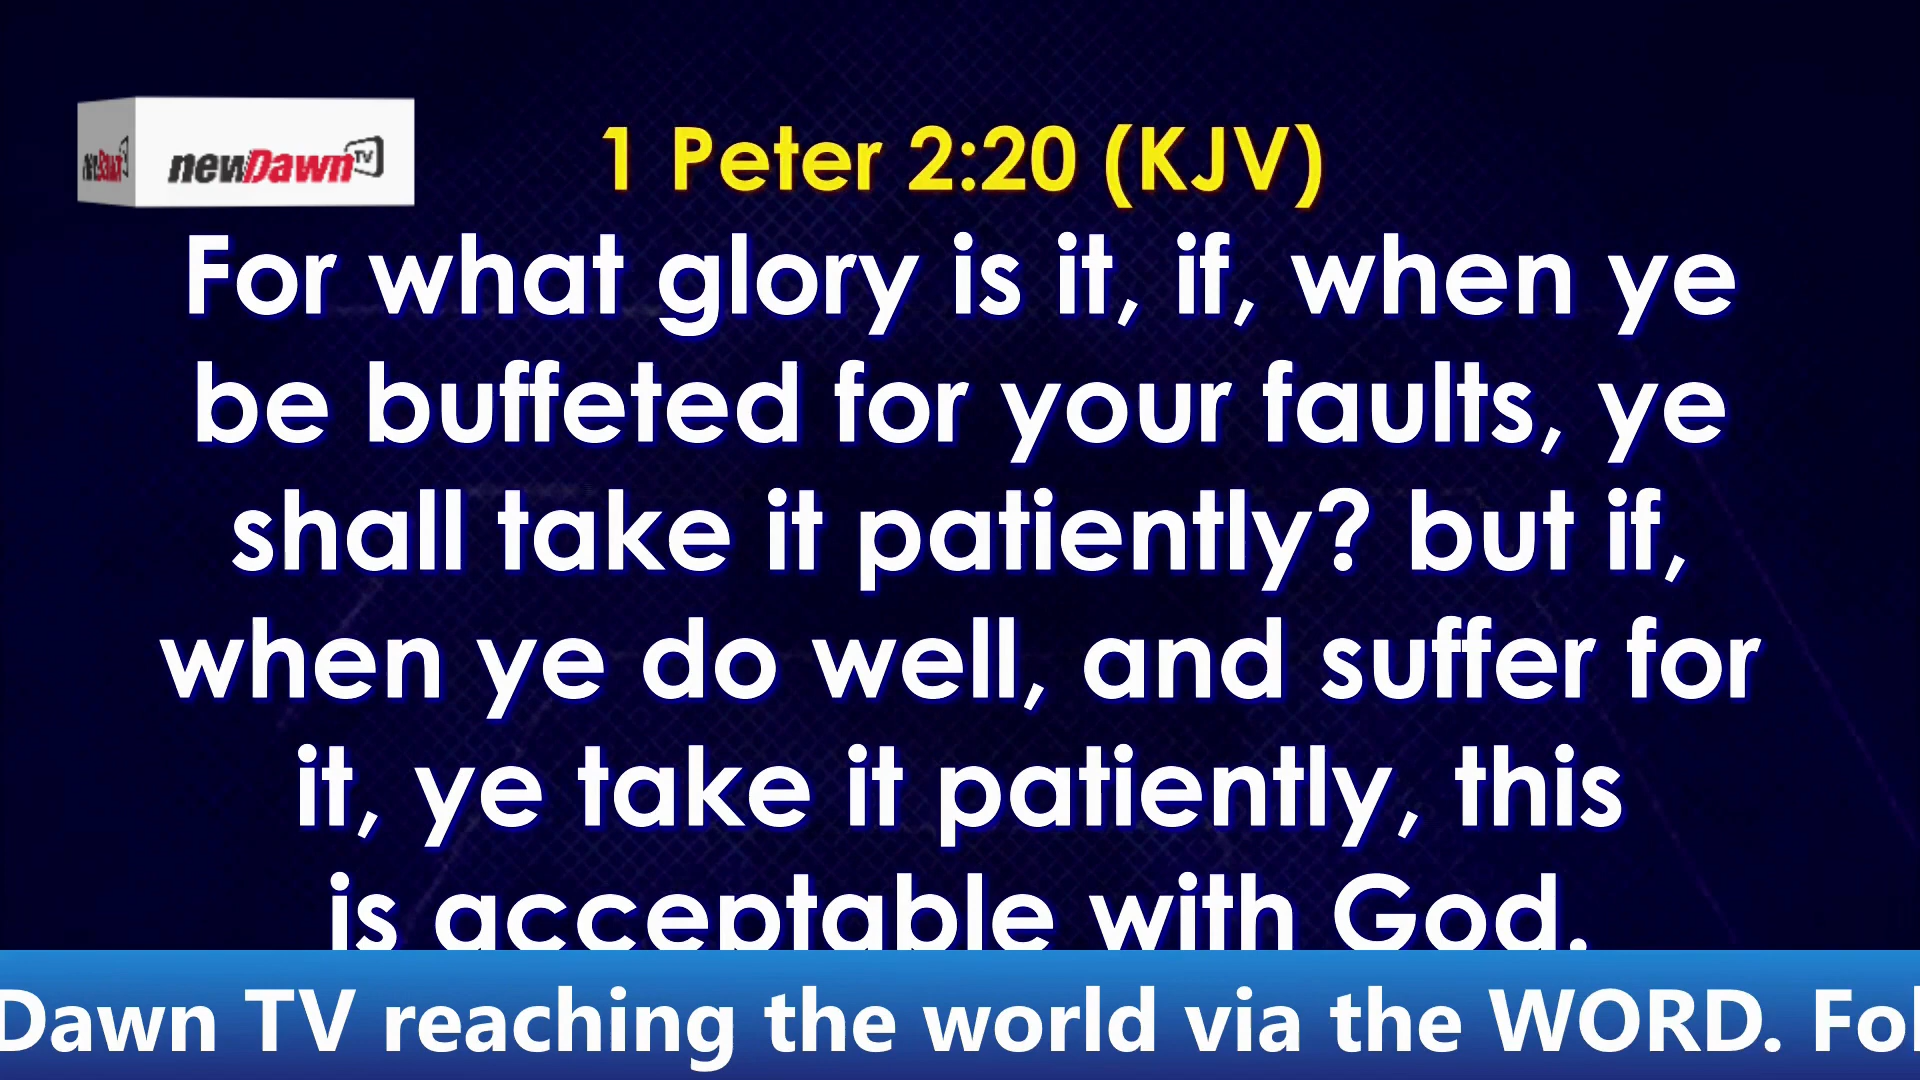 newDawn TV
newDawn TV
1 Peter 2:20 (KJV)
For what glory is it, if, when ye
be buffeted for your faults, ye
shall take it patiently? but if,
when ye do well, and suffer for
it, ye take it patiently, this
is acceptable with God.
Dawn TV reaching the world via the WORD.